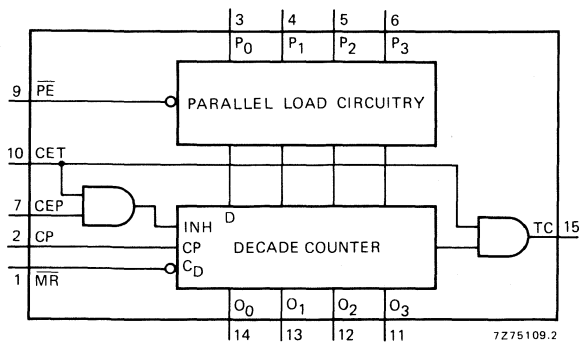 3 4 5 6
P0 P1 P2 P3
9 PE
PARALLEL LOAD CIRCUITRY
10 CET
7 CEP
2 CP
1 MR
D
INH
CP
CD
DECADE COUNTER
TC 15
O0 O1 O2 O3
14 13 12 11
7Z75109.2